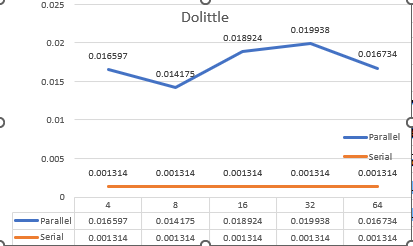 0.025
Dolittle
0.02
0.019938
0.018924
0.016597
0.016734
0.014175
0.015
0.01
Parallel
0.005
Serial
0.001314 0.001314 0.001314 0.001314 0.001314
0
4 8 16 32 64
Parallel 0.016597 0.014175 0.018924 0.019938 0.016734
Serial 0.001314 0.001314 0.001314 0.001314 0.001314